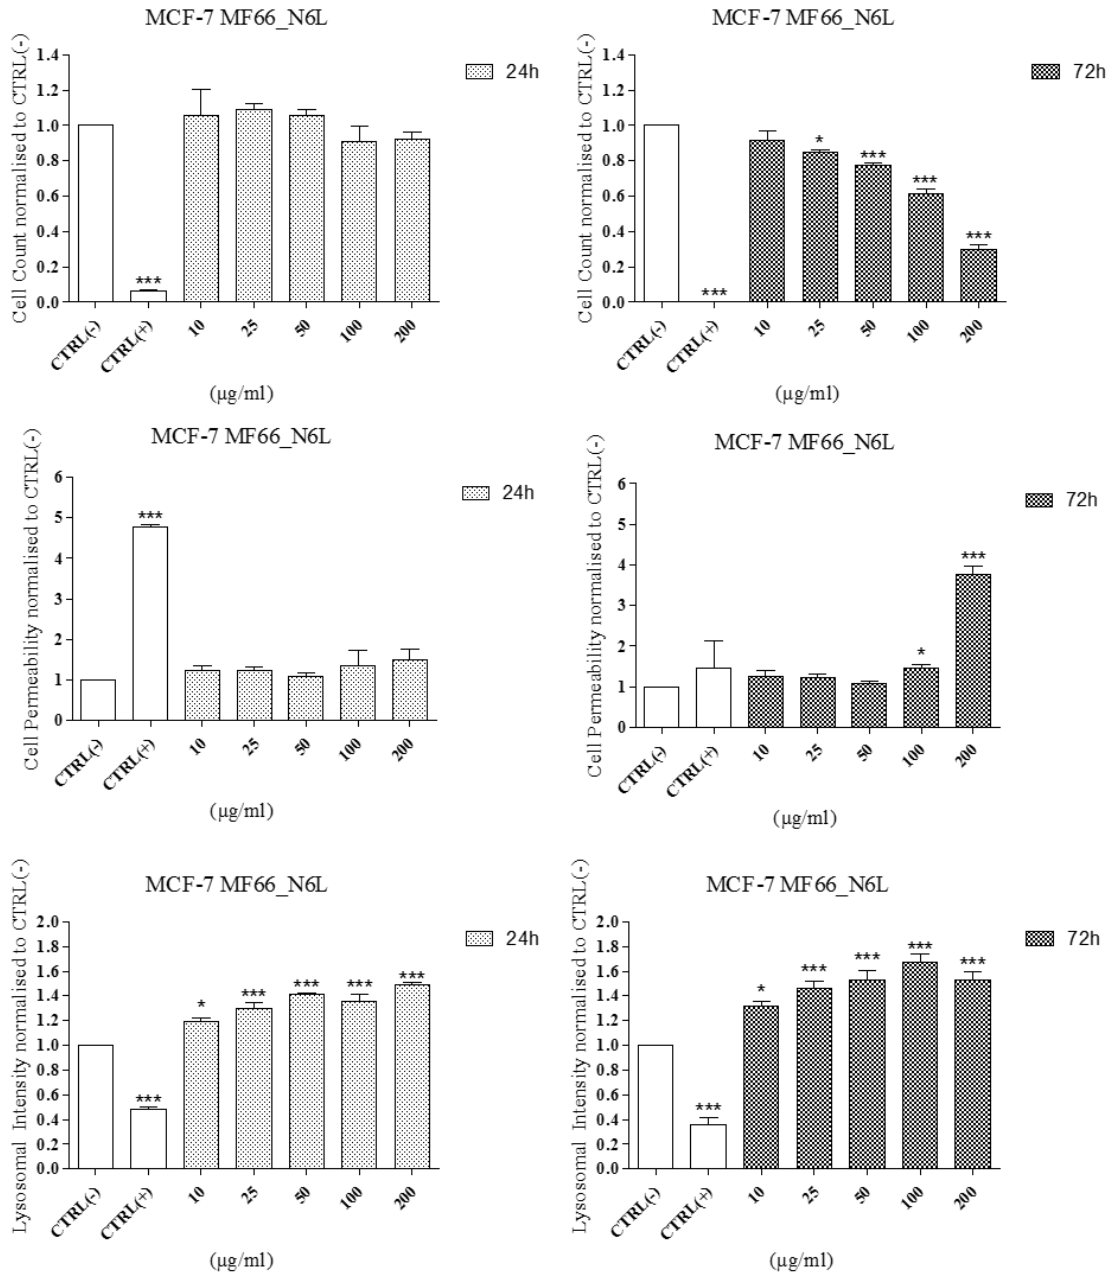 MCF-7 MF66_N6L
Cell Count normalised to CTRL(-)
1.4
1.2
1.0
0.8
0.6
0.4
0.2
0.0
***
24h
CTRL(-) CTRL(+) 10 25 50 100 200
(µg/ml)
MCF-7 MF66_N6L
Cell Count normalised to CTRL(-)
1.4
1.2
1.0
0.8
0.6
0.4
0.2
0.0
*** * *** *** ***
72h
CTRL(-) CTRL(+) 10 25 50 100 200
(µg/ml)
MCF-7 MF66_N6L
Cell Permeability normalised to CTRL(-)
6
5
4
3
2
1
0
***
24h
CTRL(-) CTRL(+) 10 25 50 100 200
(µg/ml)
MCF-7 MF66_N6L
Cell Permeability normalised to CTRL(-)
6
5
4
3
2
1
0
* ***
72h
CTRL(-) CTRL(+) 10 25 50 100 200
(µg/ml)
MCF-7 MF66_N6L
Lysosomal Intensity normalised to CTRL(-)
2.0
1.8
1.6
1.4
1.2
1.0
0.8
0.6
0.4
0.2
0.0
*** * *** *** *** ***
24h
CTRL(-) CTRL(+) 10 25 50 100 200
(µg/ml)
MCF-7 MF66_N6L
Lysosomal Intensity normalised to CTRL(-)
2.0
1.8
1.6
1.4
1.2
1.0
0.8
0.6
0.4
0.2
0.0
*** * *** *** *** ***
72h
CTRL(-) CTRL(+) 10 25 50 100 200
(µg/ml)